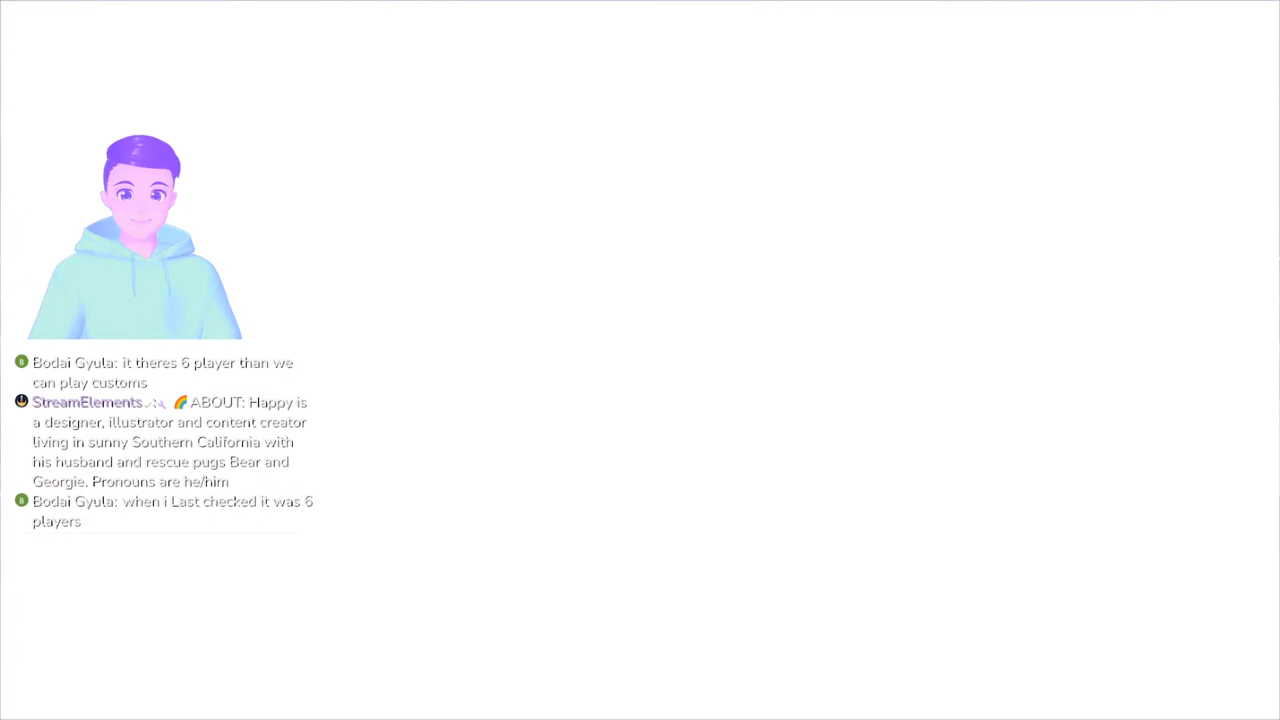 Bodai Gyula: it theres 6 player than we
can play customs
StreamElements 🌈 ABOUT: Happy is
a designer, illustrator and content creator
living in sunny Southern California with
his husband and rescue pugs Bear and
Georgie. Pronouns are he/him
Bodai Gyula: when i Last checked it was 6
players